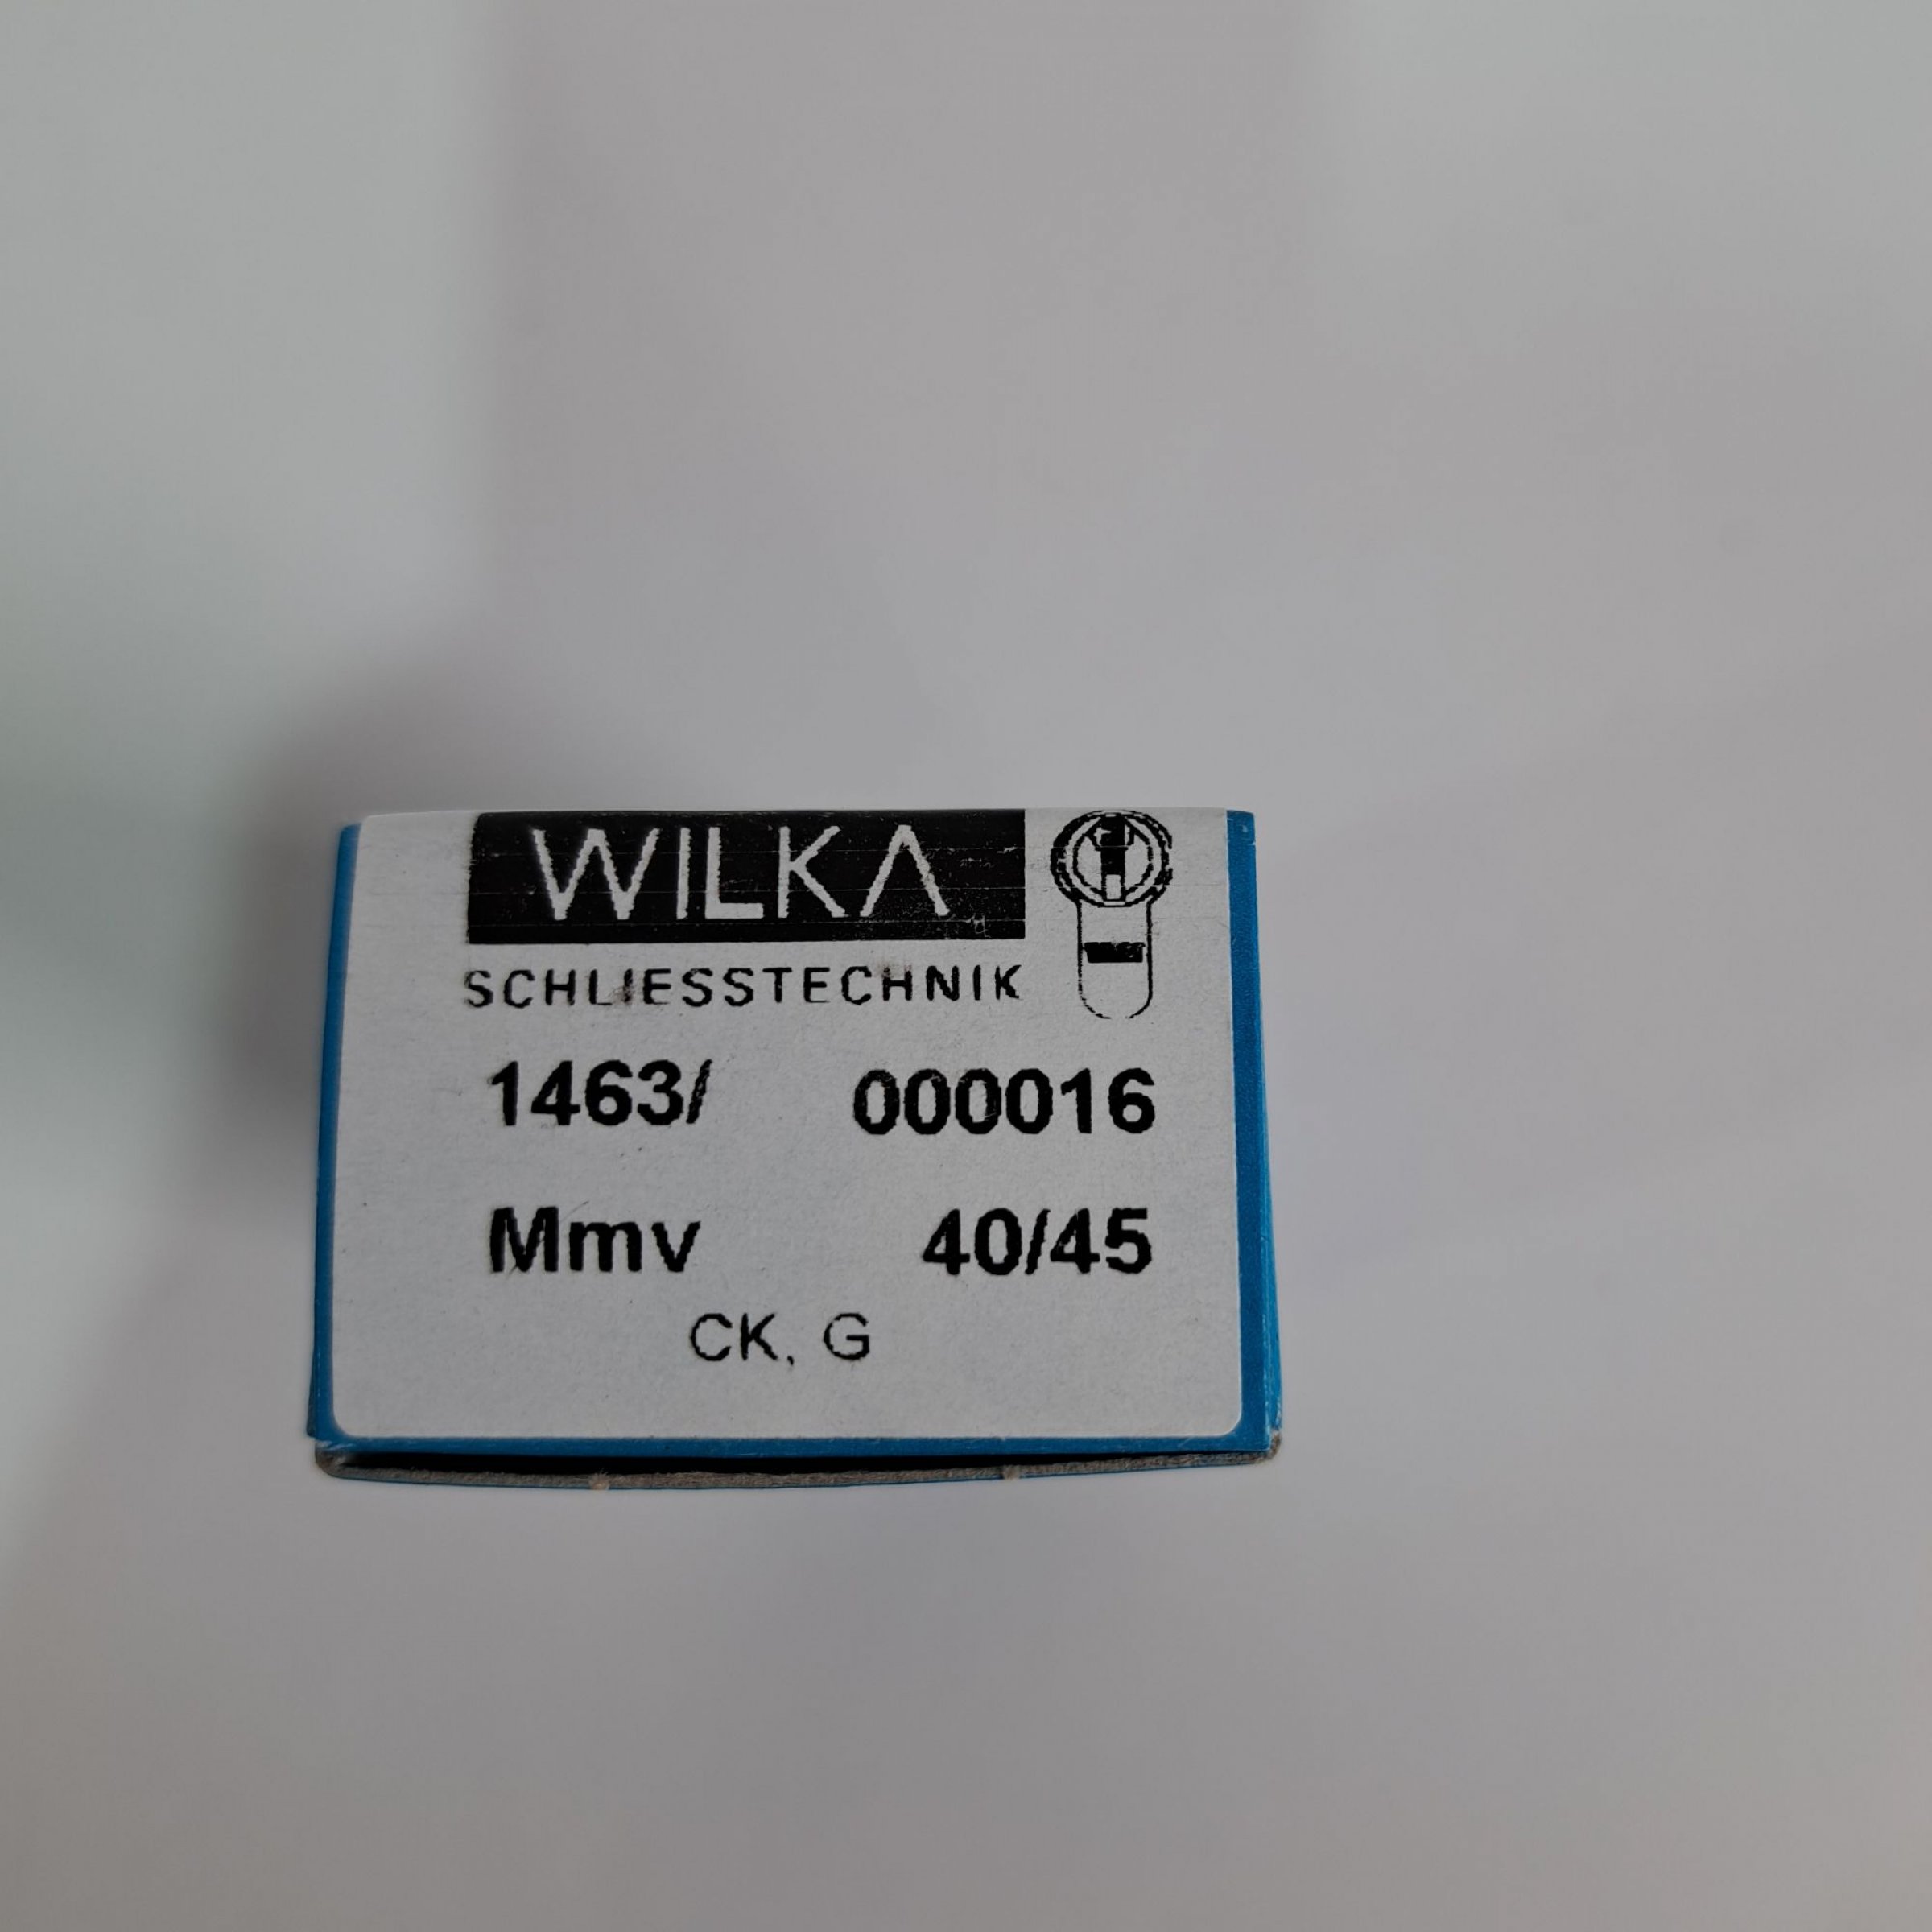 WILKA
SCHLIESSTECHNIK
1463/ 000016
Mmv 40/45
CK, G